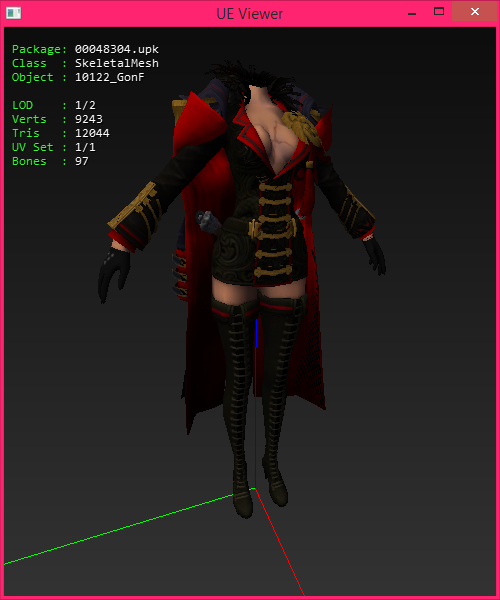 UE Viewer
Package: 00048304.upk
Class : SkeletalMesh
Object : 10122_GonF
LOD : 1/2
Verts : 9243
Tris : 12044
UV Set : 1/1
Bones : 97